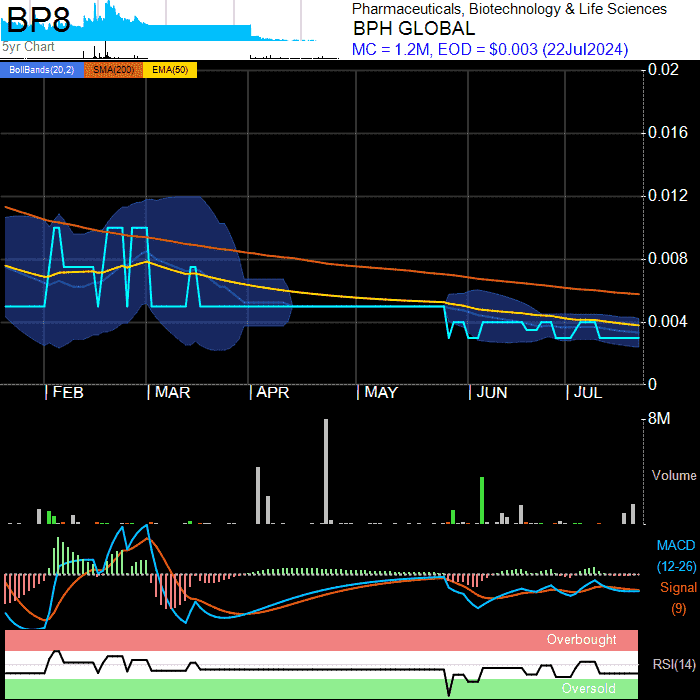 BP8
5yr Chart
Pharmaceuticals, Biotechnology & Life Sciences
BPH GLOBAL
MC = 1.2M, EOD = $0.003 (22Jul2024)
BollBands(20,2) SMA(200) EMA(50)
0.02
0.016
0.012
0.008
0.004
0
FEB MAR APR MAY JUN JUL
8M
Volume
MACD
(12-26)
Signal
(9)
Overbought
RSI(14)
Oversold